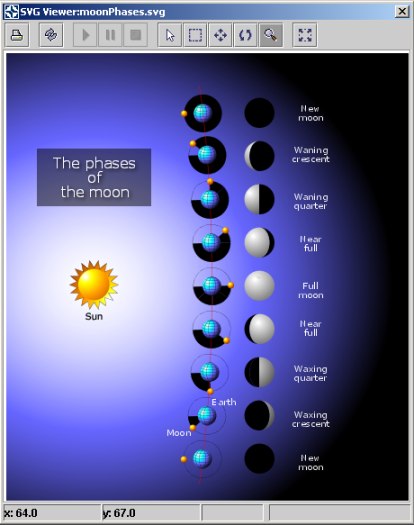 SVG Viewer:moonPhases.svg
The phases
of
the moon
New
moon
Waning
crescent
Waning
quarter
Near
full
Full
moon
Near
full
Waxing
quarter
Waxing
crescent
New
moon
Sun
Earth
Moon
x: 64.0
y: 67.0